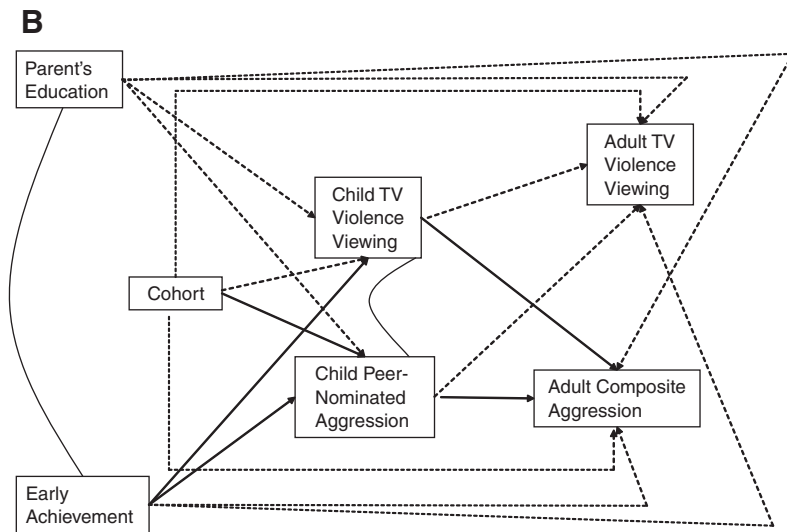 B
Parent's
Education
Adult TV
Violence
Viewing
Child TV
Violence
Viewing
Cohort
Child Peer-
Nominated
Aggression
Adult Composite
Aggression
Early
Achievement